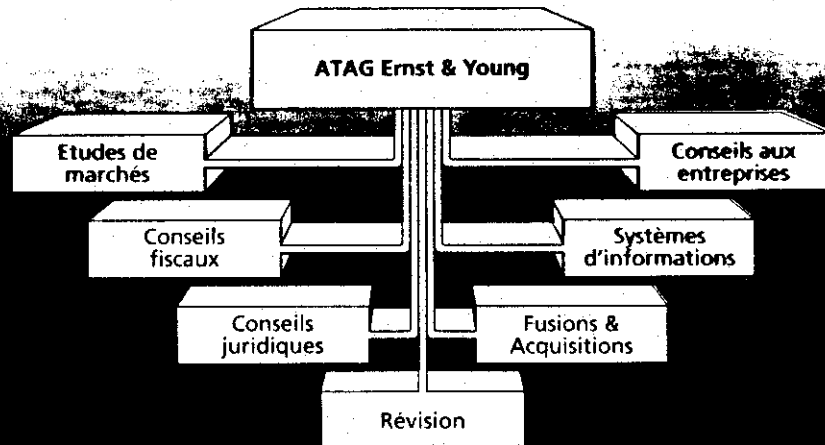 ATAG Ernst & Young
Etudes de
marchés
Conseils aux
entreprises
Conseils
fiscaux
Systèmes
d'informations
Conseils
juridiques
Fusions &
Acquisitions
Révision